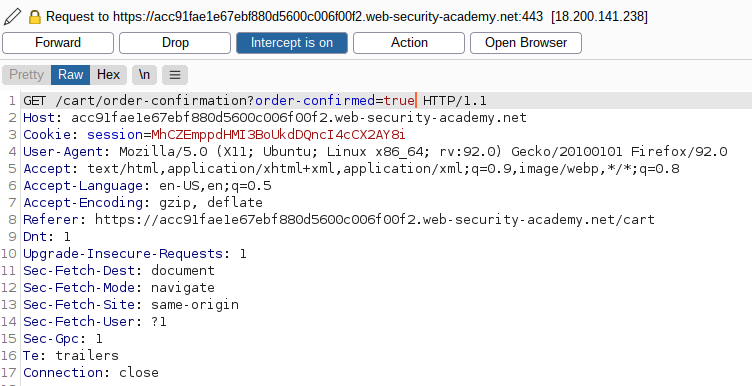 Request to https://acc91fae1e67ebf880d5600c006f00f2.web-security-academy.net:443 [18.200.141.238]
Forward Drop Intercept is on Action Open Browser
Pretty Raw Hex \n ≡
1 GET /cart/order-confirmation?order-confirmed=true HTTP/1.1
2 Host: acc91fae1e67ebf880d5600c006f00f2.web-security-academy.net
3 Cookie: session=MhCZEmppdHMI3BoUkdDQncI4cCX2AY8i
4 User-Agent: Mozilla/5.0 (X11; Ubuntu; Linux x86_64; rv:92.0) Gecko/20100101 Firefox/92.0
5 Accept: text/html,application/xhtml+xml,application/xml;q=0.9,image/webp,*/*;q=0.8
6 Accept-Language: en-US,en;q=0.5
7 Accept-Encoding: gzip, deflate
8 Referer: https://acc91fae1e67ebf880d5600c006f00f2.web-security-academy.net/cart
9 Dnt: 1
10 Upgrade-Insecure-Requests: 1
11 Sec-Fetch-Dest: document
12 Sec-Fetch-Mode: navigate
13 Sec-Fetch-Site: same-origin
14 Sec-Fetch-User: ?1
15 Sec-Gpc: 1
16 Te: trailers
17 Connection: close